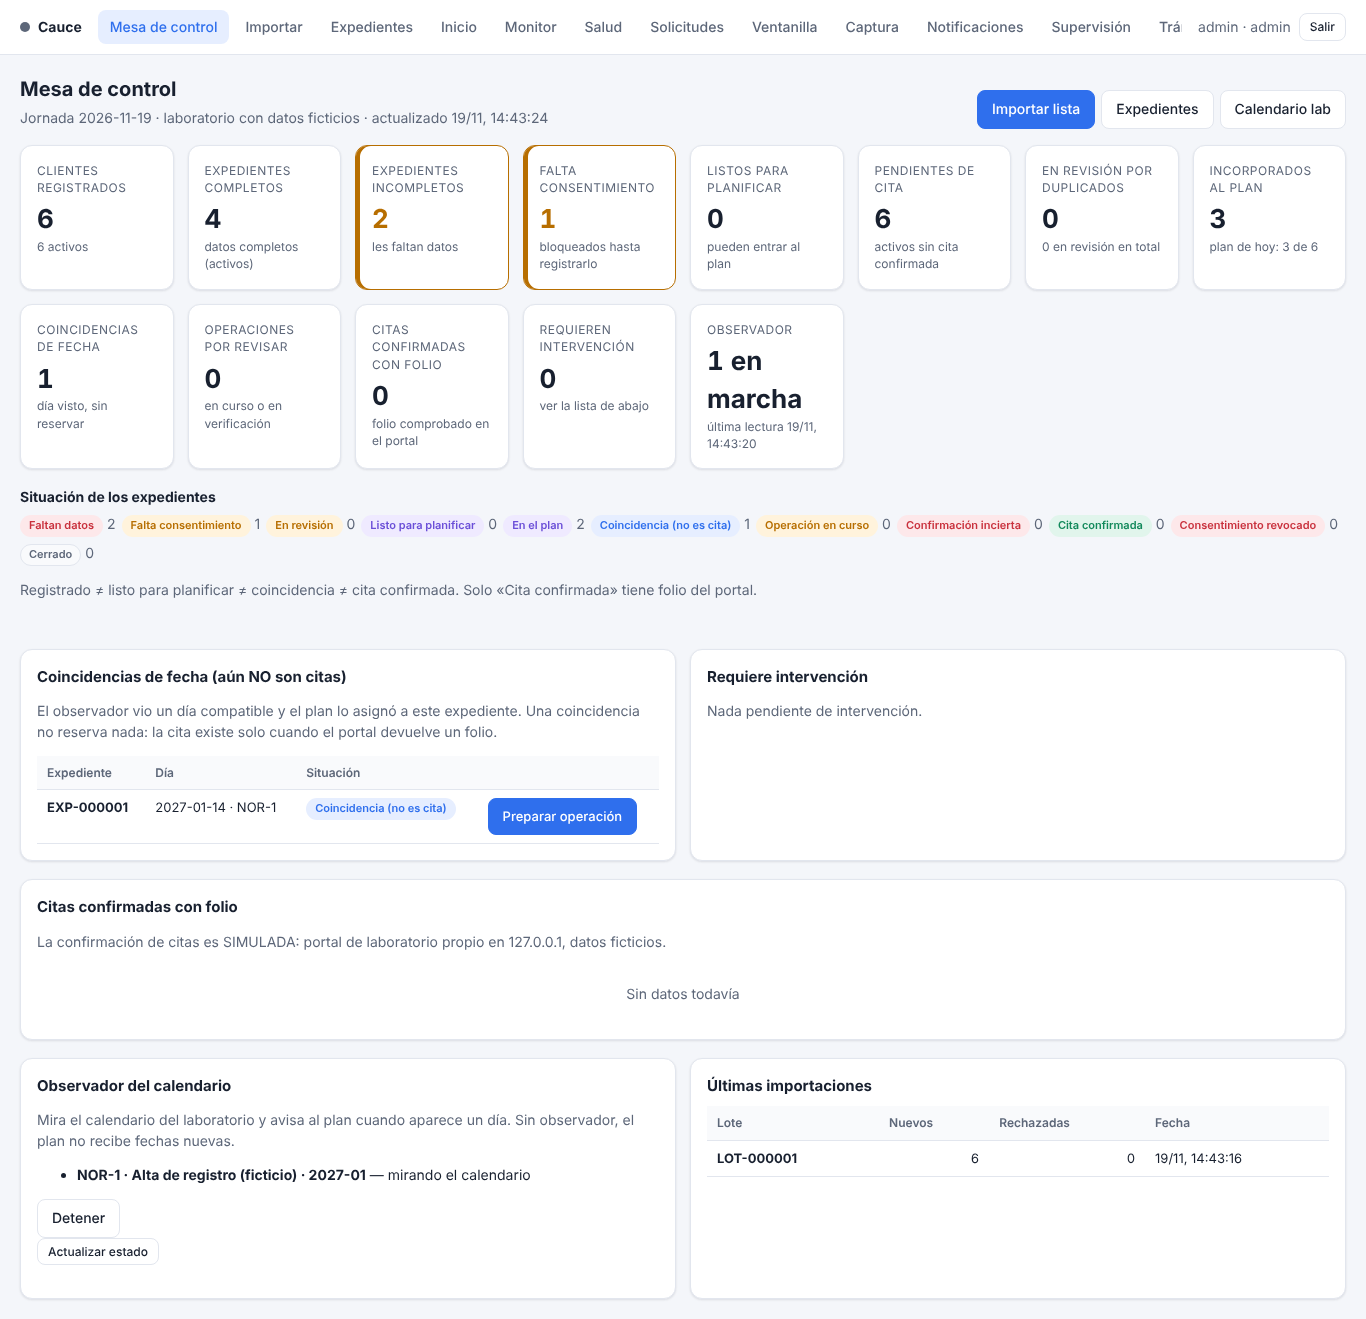 Cauce
Mesa de control
Importar
Expedientes
Inicio
Monitor
Salud
Solicitudes
Ventanilla
Captura
Notificaciones
Supervisión
admin · admin
Salir
Mesa de control
Jornada 2026-11-19 · laboratorio con datos ficticios · actualizado 19/11, 14:43:24
Importar lista
Expedientes
Calendario lab
CLIENTES
REGISTRADOS
6
6 activos
EXPEDIENTES
COMPLETOS
4
datos completos
(activos)
EXPEDIENTES
INCOMPLETOS
2
les faltan datos
FALTA
CONSENTIMIENTO
1
bloqueados hasta
registrarlo
LISTOS PARA
PLANIFICAR
0
pueden entrar al
plan
PENDIENTES DE
CITA
6
activos sin cita
confirmada
EN REVISIÓN POR
DUPLICADOS
0
0 en revisión en total
INCORPORADOS
AL PLAN
3
plan de hoy: 3 de 6
COINCIDENCIAS
DE FECHA
1
día visto, sin
reservar
OPERACIONES
POR REVISAR
0
en curso o en
verificación
CITAS
CONFIRMADAS
CON FOLIO
0
folio comprobado en
el portal
REQUIEREN
INTERVENCIÓN
0
ver la lista de abajo
OBSERVADOR
1 en
marcha
última lectura 19/11,
14:43:20
Situación de los expedientes
Faltan datos 2 Falta consentimiento 1 En revisión 0 Listo para planificar 0 En el plan 2 Coincidencia (no es cita) 1 Operación en curso 0 Confirmación incierta 0 Cita confirmada 0 Consentimiento revocado 0
Cerrado 0
Registrado ≠ listo para planificar ≠ coincidencia ≠ cita confirmada. Solo «Cita confirmada» tiene folio del portal.
Coincidencias de fecha (aún NO son citas)
El observador vio un día compatible y el plan lo asignó a este expediente. Una coincidencia
no reserva nada: la cita existe solo cuando el portal devuelve un folio.
Expediente Día Situación
EXP-000001 2027-01-14 · NOR-1 Coincidencia (no es cita) Preparar operación
Requiere intervención
Nada pendiente de intervención.
Citas confirmadas con folio
La confirmación de citas es SIMULADA: portal de laboratorio propio en 127.0.0.1, datos ficticios.
Sin datos todavía
Observador del calendario
Mira el calendario del laboratorio y avisa al plan cuando aparece un día. Sin observador, el
plan no recibe fechas nuevas.
• NOR-1 · Alta de registro (ficticio) · 2027-01 — mirando el calendario
Detener
Actualizar estado
Últimas importaciones
Lote Nuevos Rechazadas Fecha
LOT-000001 6 0 19/11, 14:43:16